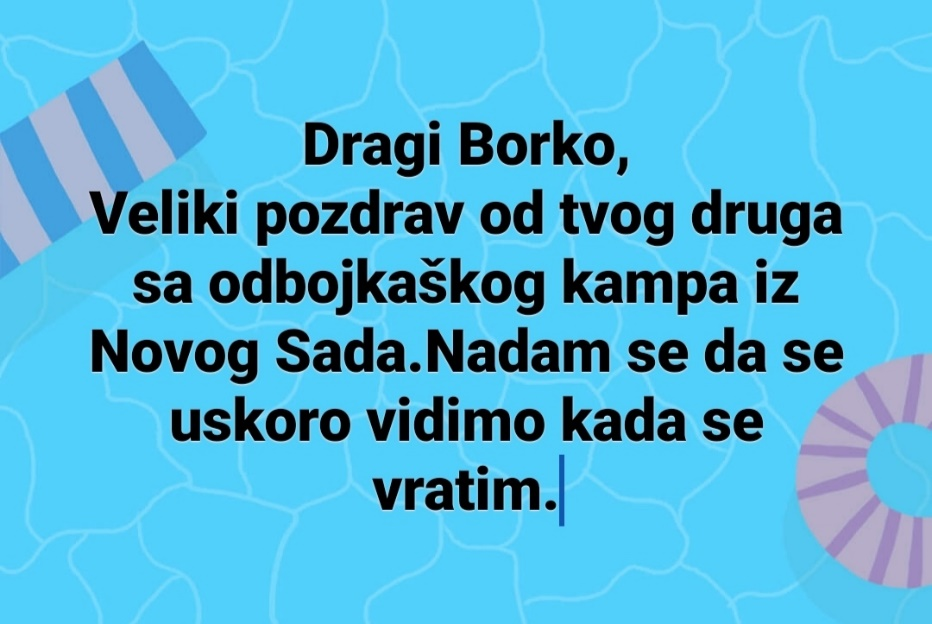 Dragi Borko,
Veliki pozdrav od tvog druga
sa odbojkaškog kampa iz
Novog Sada.Nadam se da se
uskoro vidimo kada se
vratim.